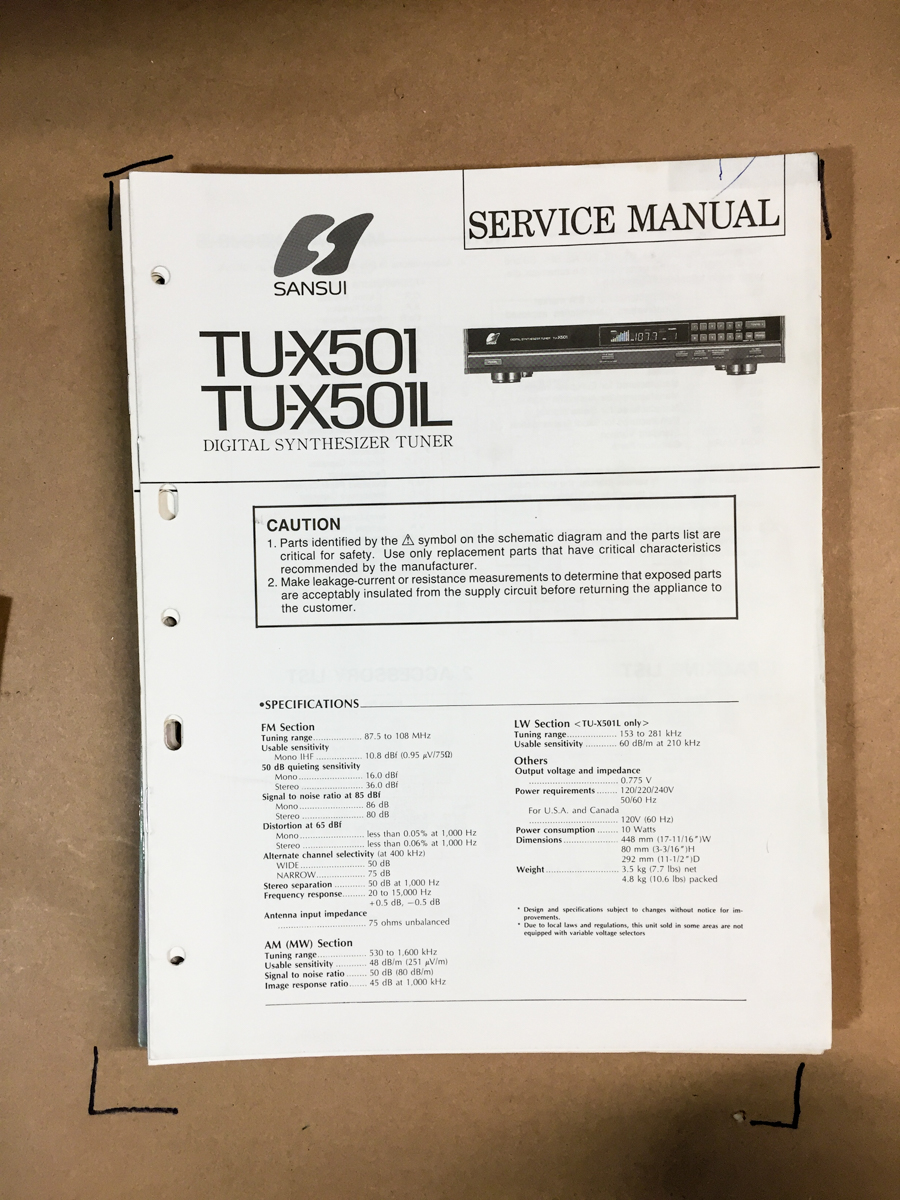 SERVICE MANUAL
SANSUI
TU-X501
TU-X501L
DIGITAL SYNTHESIZER TUNER
107.7
CAUTION
1. Parts identified by the ⚠ symbol on the schematic diagram and the parts list are
critical for safety. Use only replacement parts that have critical characteristics
recommended by the manufacturer.
2. Make leakage-current or resistance measurements to determine that exposed parts
are acceptably insulated from the supply circuit before returning the appliance to
the customer.
•SPECIFICATIONS
FM Section
Tuning range................... 87.5 to 108 MHz
Usable sensitivity
Mono IHF ................. 10.8 dBf (0.95 μV/75Ω)
50 dB quieting sensitivity
Mono......................... 16.0 dBf
Stereo ........................ 36.0 dBf
Signal to noise ratio at 85 dBf
Mono......................... 86 dB
Stereo ........................ 80 dB
Distortion at 65 dBf
Mono......................... less than 0.05% at 1,000 Hz
Stereo ........................ less than 0.06% at 1,000 Hz
Alternate channel selectivity (at 400 kHz)
WIDE......................... 50 dB
NARROW................... 75 dB
Stereo separation ............ 50 dB at 1,000 Hz
Frequency response......... 20 to 15,000 Hz
+0.5 dB, −0.5 dB
Antenna input impedance
.................................. 75 ohms unbalanced
AM (MW) Section
Tuning range................... 530 to 1,600 kHz
Usable sensitivity ............ 48 dB/m (251 μV/m)
Signal to noise ratio ........ 50 dB (80 dB/m)
Image response ratio....... 45 dB at 1,000 kHz
LW Section <TU-X501L only>
Tuning range................... 153 to 281 kHz
Usable sensitivity ............ 60 dB/m at 210 kHz
Others
Output voltage and impedance
.................................. 0.775 V
Power requirements........ 120/220/240V
50/60 Hz
For U.S.A. and Canada
.................................. 120V (60 Hz)
Power consumption ........ 10 Watts
Dimensions..................... 448 mm (17-11/16")W
80 mm (3-3/16")H
292 mm (11-1/2")D
Weight............................ 3.5 kg (7.7 lbs) net
4.8 kg (10.6 lbs) packed
* Design and specifications subject to changes without notice for im-
provements.
* Due to local laws and regulations, this unit sold in some areas are not
equipped with variable voltage selectors